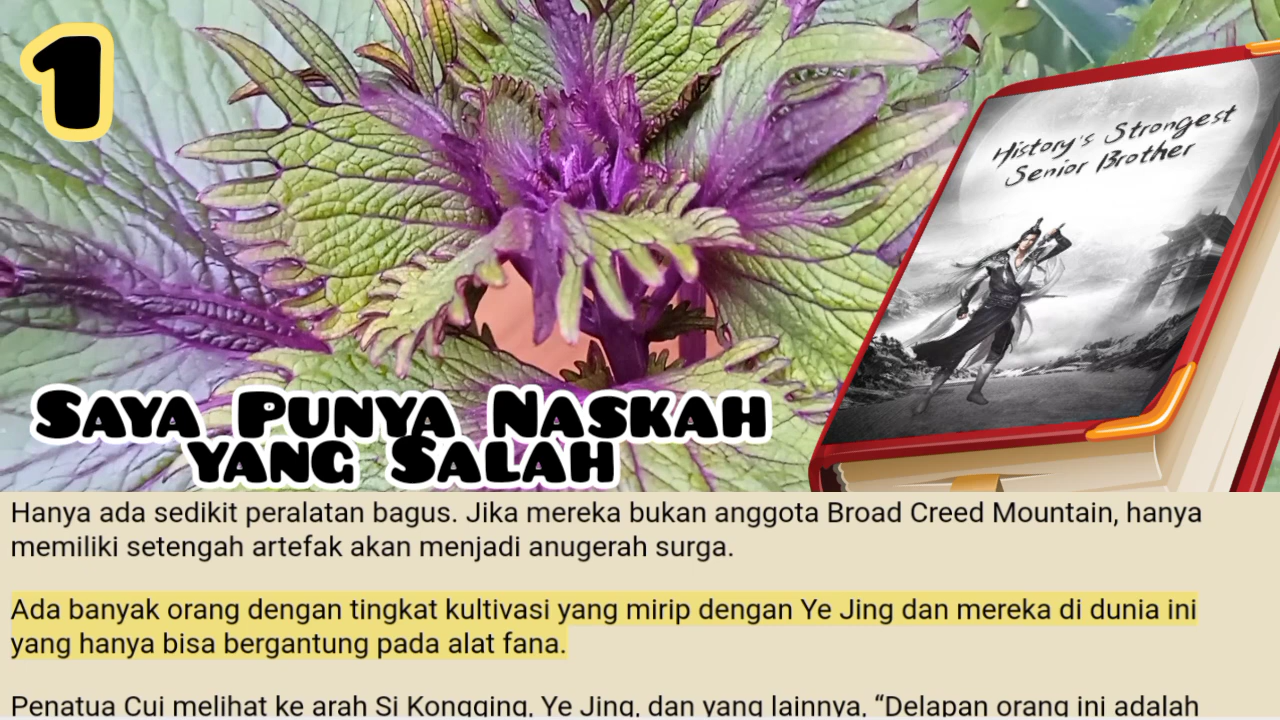 1
History's Strongest
Senior Brother
Saya Punya Naskah
yang Salah
Hanya ada sedikit peralatan bagus. Jika mereka bukan anggota Broad Creed Mountain, hanya
memiliki setengah artefak akan menjadi anugerah surga.
Ada banyak orang dengan tingkat kultivasi yang mirip dengan Ye Jing dan mereka di dunia ini
yang hanya bisa bergantung pada alat fana.
Penatua Cui melihat ke arah Si Kongqing, Ye Jing, dan yang lainnya, “Delapan orang ini adalah